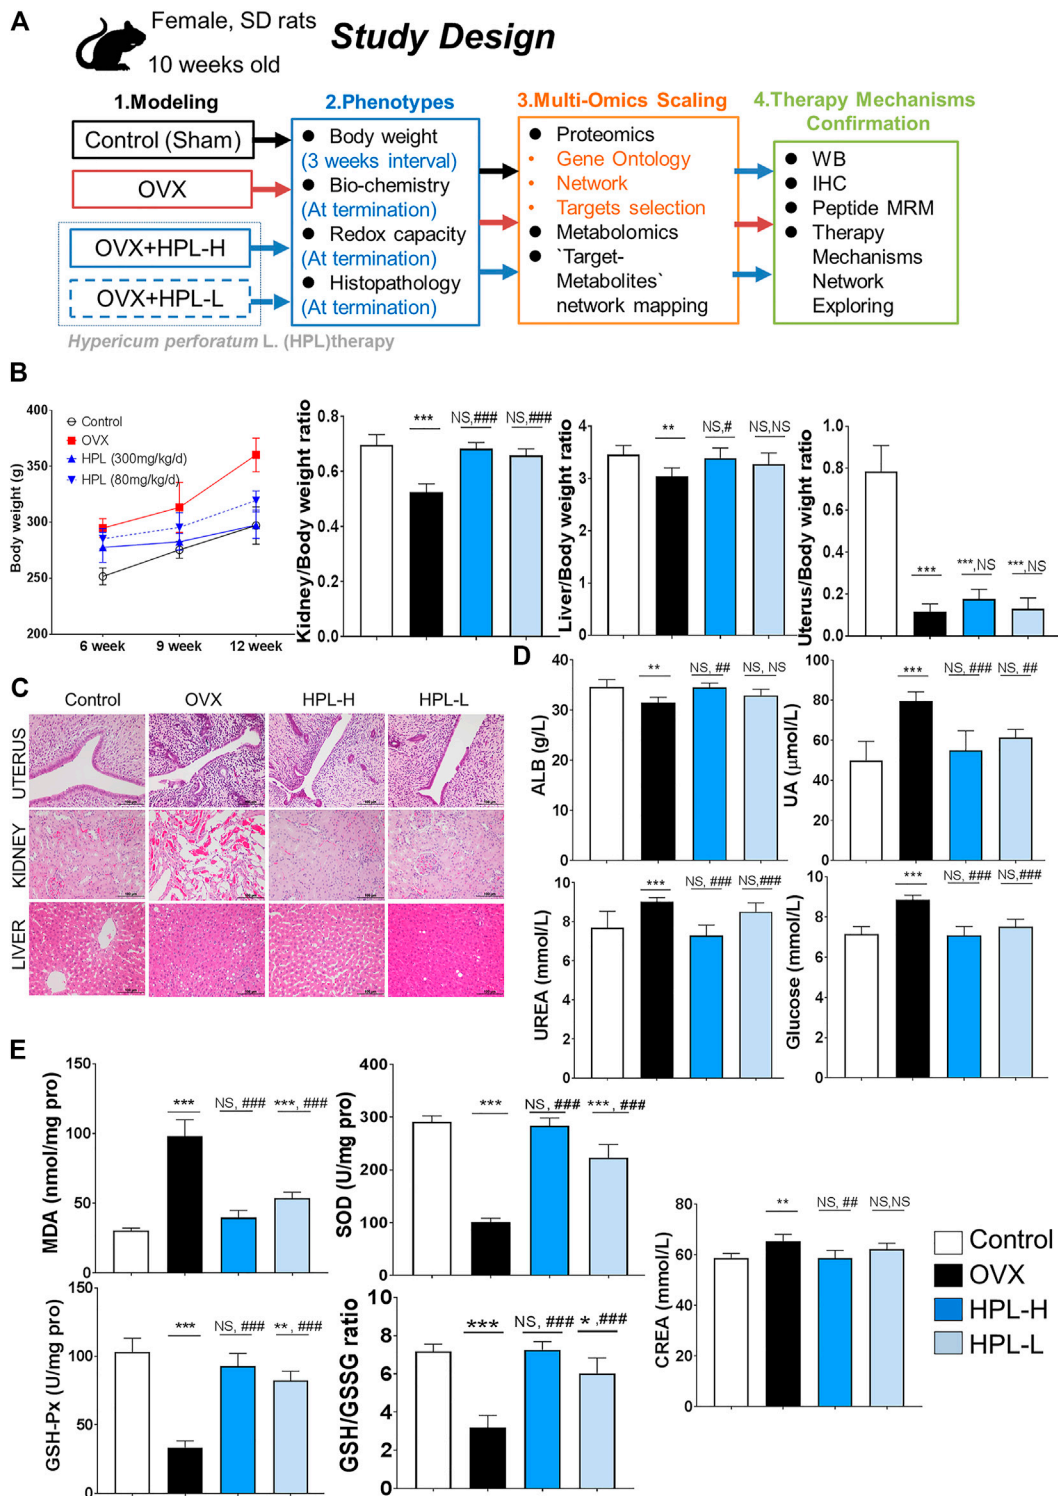 A
Female, SD rats
10 weeks old
Study Design
1.Modeling
Control (Sham)
OVX
OVX+HPL-H
OVX+HPL-L
Hypericum perforatum L. (HPL)therapy
2.Phenotypes
● Body weight
(3 weeks interval)
● Bio-chemistry
(At termination)
● Redox capacity
(At termination)
● Histopathology
(At termination)
3.Multi-Omics Scaling
● Proteomics
• Gene Ontology
• Network
• Targets selection
● Metabolomics
● `Target-
Metabolites`
network mapping
4.Therapy Mechanisms
Confirmation
● WB
● IHC
● Peptide MRM
● Therapy
Mechanisms
Network
Exploring
B
Body weight (g)
400
350
300
250
200
Control
OVX
HPL (300mg/kg/d)
HPL (80mg/kg/d)
6 week 9 week 12 week
Kidney/Body weight ratio
0.8
0.6
0.4
0.2
0.0
***
NS,###
NS,###
Liver/Body weight ratio
4
3
2
1
0
**
NS,#
NS,NS
Uterus/Body wight ratio
1.0
0.8
0.6
0.4
0.2
0.0
***
***,NS
***,NS
C
Control OVX HPL-H HPL-L
UTERUS
KIDNEY
LIVER
D
ALB (g/L)
40
30
20
10
0
**
NS, ##
NS, NS
UA (μmol/L)
100
80
60
40
20
0
***
NS, ###
NS, ##
UREA (mmol/L)
10
8
6
4
2
0
***
NS, ###
NS,###
Glucose (mmol/L)
10
8
6
4
2
0
***
NS, ###
NS,###
E
MDA (nmol/mg pro)
150
100
50
0
***
NS, ###
***, ###
SOD (U/mg pro)
400
300
200
100
0
***
NS, ###
***, ###
GSH-Px (U/mg pro)
150
100
50
0
***
NS, ###
**, ###
GSH/GSSG ratio
10
8
6
4
2
0
***
NS, ###
* ,###
CREA (mmol/L)
80
60
40
20
0
**
NS, ##
NS,NS
Control
OVX
HPL-H
HPL-L